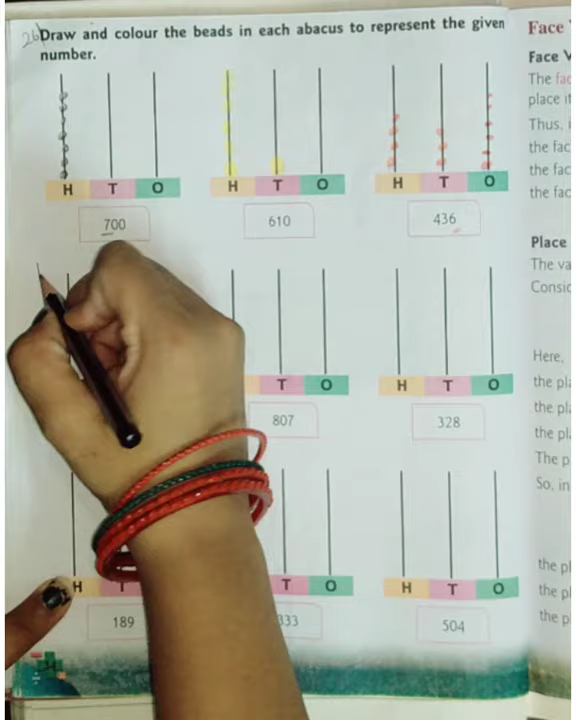 Draw and colour the beads in each abacus to represent the given
number.
H T O H T O H T O
700 610 436
T O H T O
807 328
H T T O H T O
189 333 504
Face
Face V
The fac
place it
Thus, i
the fac
the fac
the fac
Place
The va
Consid
Here,
the pla
the pla
the pla
The p
So, in
the pl
the pl
the p